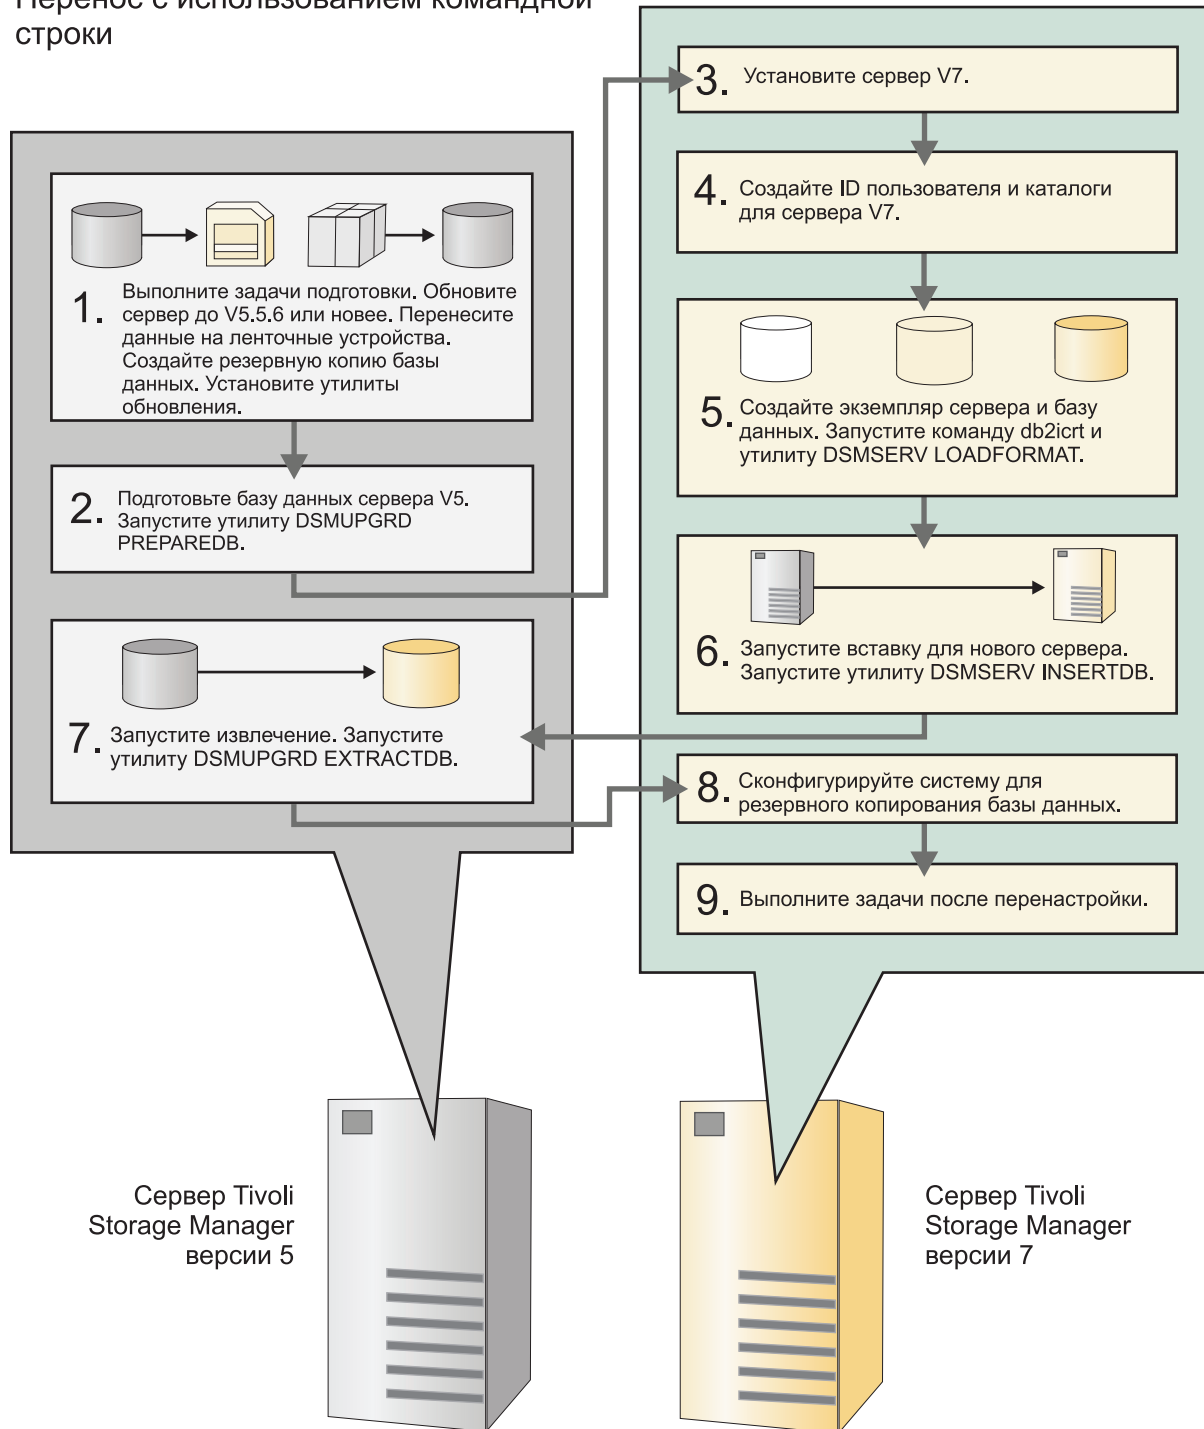 Перенос с использованием командной
строки
1.
Выполните задачи подготовки. Обновите
сервер до V5.5.6 или новее. Перенесите
данные на ленточные устройства.
Создайте резервную копию базы
данных. Установите утилиты
обновления.
2.
Подготовьте базу данных сервера V5.
Запустите утилиту DSMUPGRD
PREPAREDB.
3.
Установите сервер V7.
4.
Создайте ID пользователя и каталоги
для сервера V7.
5.
Создайте экземпляр сервера и базу
данных. Запустите команду db2icrt и
утилиту DSMSERV LOADFORMAT.
6.
Запустите вставку для нового сервера.
Запустите утилиту DSMSERV INSERTDB.
7.
Запустите извлечение. Запустите
утилиту DSMUPGRD EXTRACTDB.
8.
Сконфигурируйте систему для
резервного копирования базы данных.
9.
Выполните задачи после перенастройки.
Сервер Tivoli
Storage Manager
версии 5
Сервер Tivoli
Storage Manager
версии 7